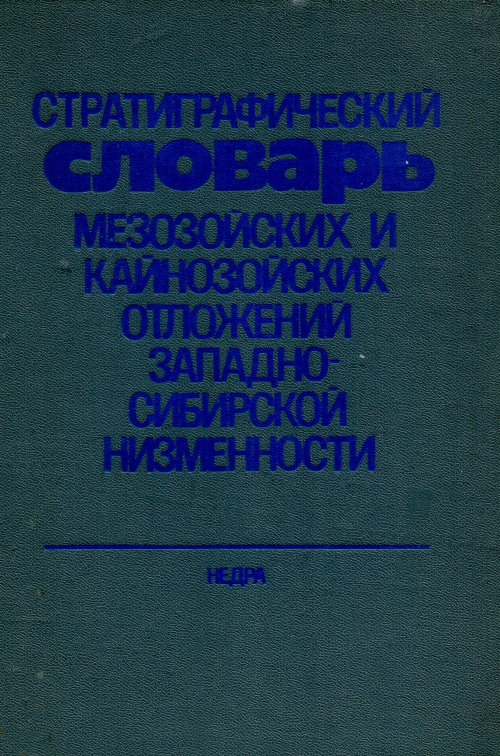 СТРАТИГРАФИЧЕСКИЙ
словарь
МЕЗОЗОЙСКИХ И
КАЙНОЗОЙСКИХ
ОТЛОЖЕНИЙ
ЗАПАДНО-
СИБИРСКОЙ
НИЗМЕННОСТИ
НЕДРА